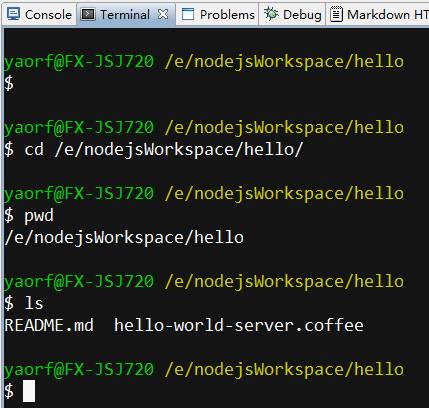 Console Terminal Problems Debug Markdown HT
yaorf@FX-JSJ720 /e/nodejsWorkspace/hello
$
yaorf@FX-JSJ720 /e/nodejsWorkspace/hello
$ cd /e/nodejsWorkspace/hello/
yaorf@FX-JSJ720 /e/nodejsWorkspace/hello
$ pwd
/e/nodejsWorkspace/hello
yaorf@FX-JSJ720 /e/nodejsWorkspace/hello
$ ls
README.md  hello-world-server.coffee
yaorf@FX-JSJ720 /e/nodejsWorkspace/hello
$